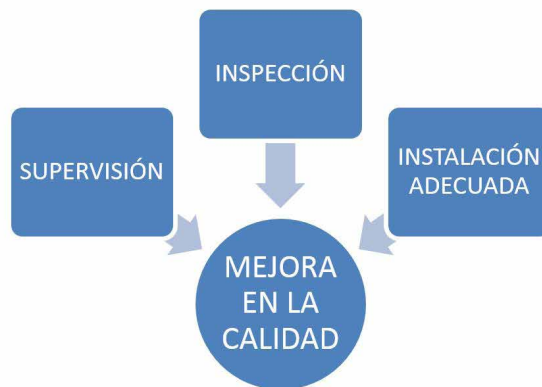 INSPECCIÓN
SUPERVISIÓN
INSTALACIÓN
ADECUADA
MEJORA
EN LA
CALIDAD